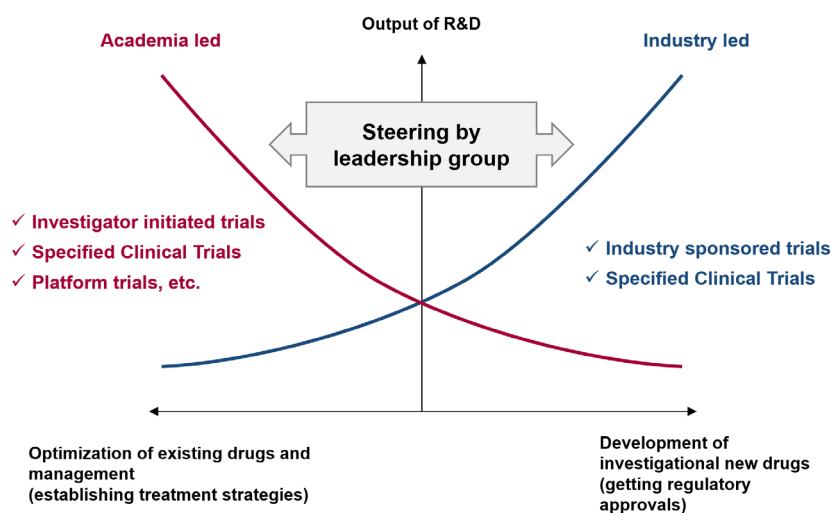 Output of R&D
Academia led
Industry led
Steering by
leadership group
✓ Investigator initiated trials
✓ Specified Clinical Trials
✓ Platform trials, etc.
✓ Industry sponsored trials
✓ Specified Clinical Trials
Optimization of existing drugs and
management
(establishing treatment strategies)
Development of
investigational new drugs
(getting regulatory
approvals)